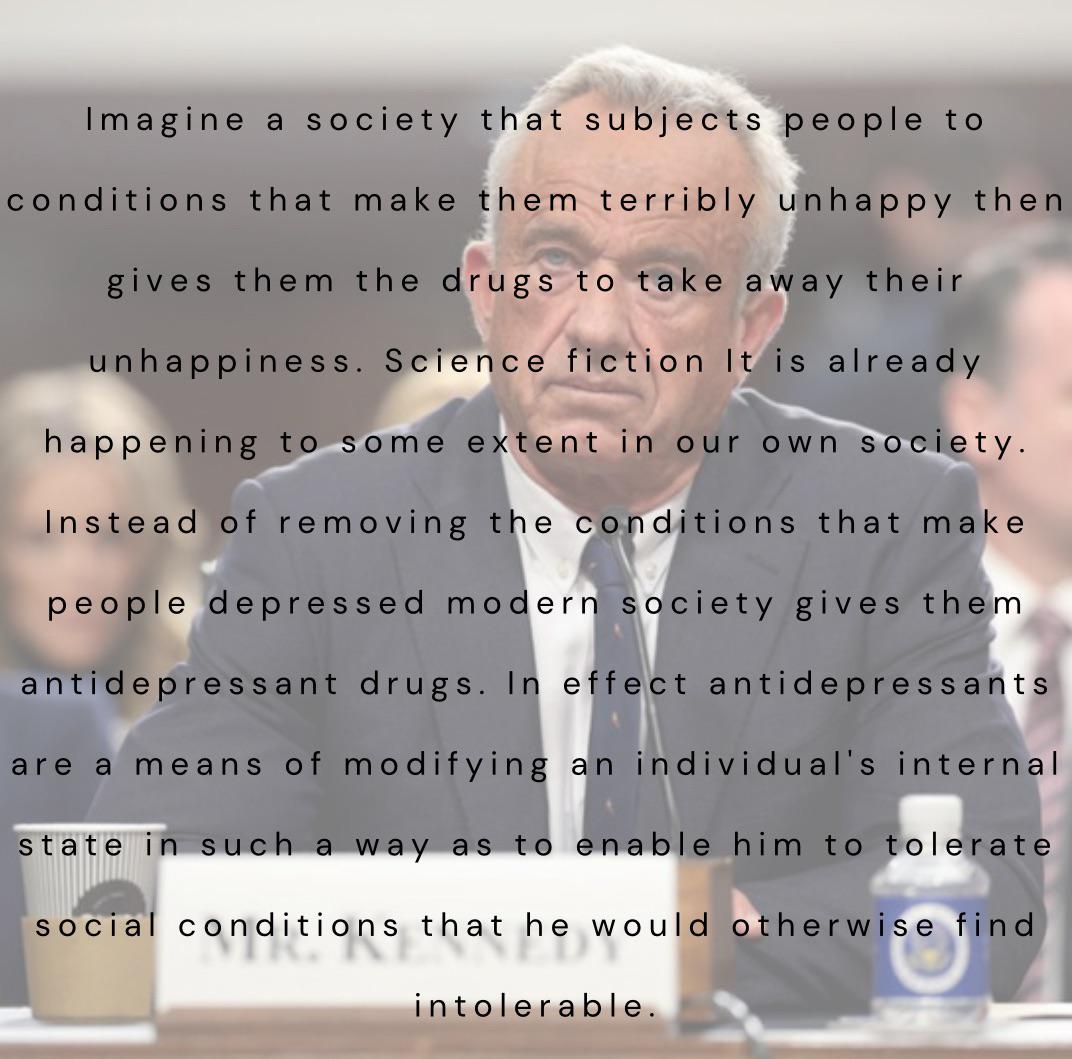 Imagine a society that subjects people to
conditions that make them terribly unhappy then
gives them the drugs to take away their
unhappiness. Science fiction It is already
happening to some extent in our own society.
Instead of removing the conditions that make
people depressed modern society gives them
antidepressant drugs. In effect antidepressants
are a means of modifying an individual's internal
state in such a way as to enable him to tolerate
social conditions that he would otherwise find
intolerable.
MR. KENNEDY